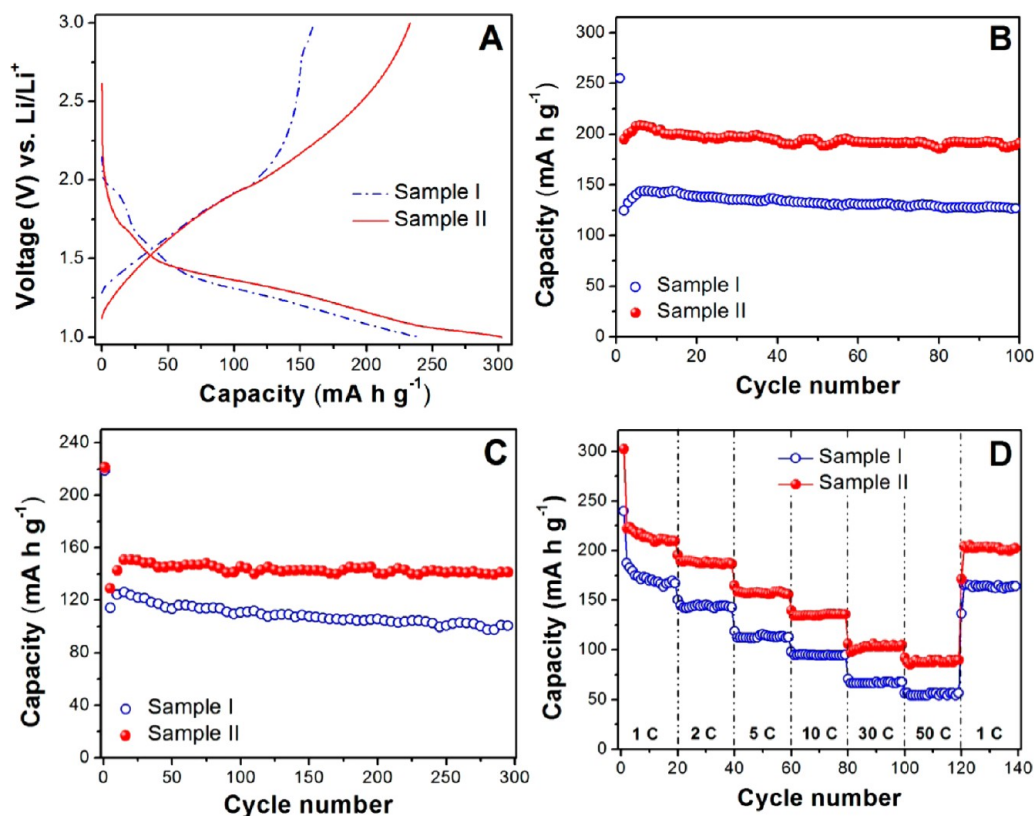 A
3.0
2.5
2.0
1.5
1.0
Voltage (V) vs. Li/Li⁺
Sample I
Sample II
0 50 100 150 200 250 300
Capacity (mA h g⁻¹)
B
300
250
200
150
100
50
0
Capacity (mA h g⁻¹)
Sample I
Sample II
0 20 40 60 80 100
Cycle number
C
240
200
160
120
80
40
0
Capacity (mA h g⁻¹)
Sample I
Sample II
0 50 100 150 200 250 300
Cycle number
D
300
250
200
150
100
50
0
Capacity (mA h g⁻¹)
Sample I
Sample II
1 C 2 C 5 C 10 C 30 C 50 C 1 C
0 20 40 60 80 100 120 140
Cycle number